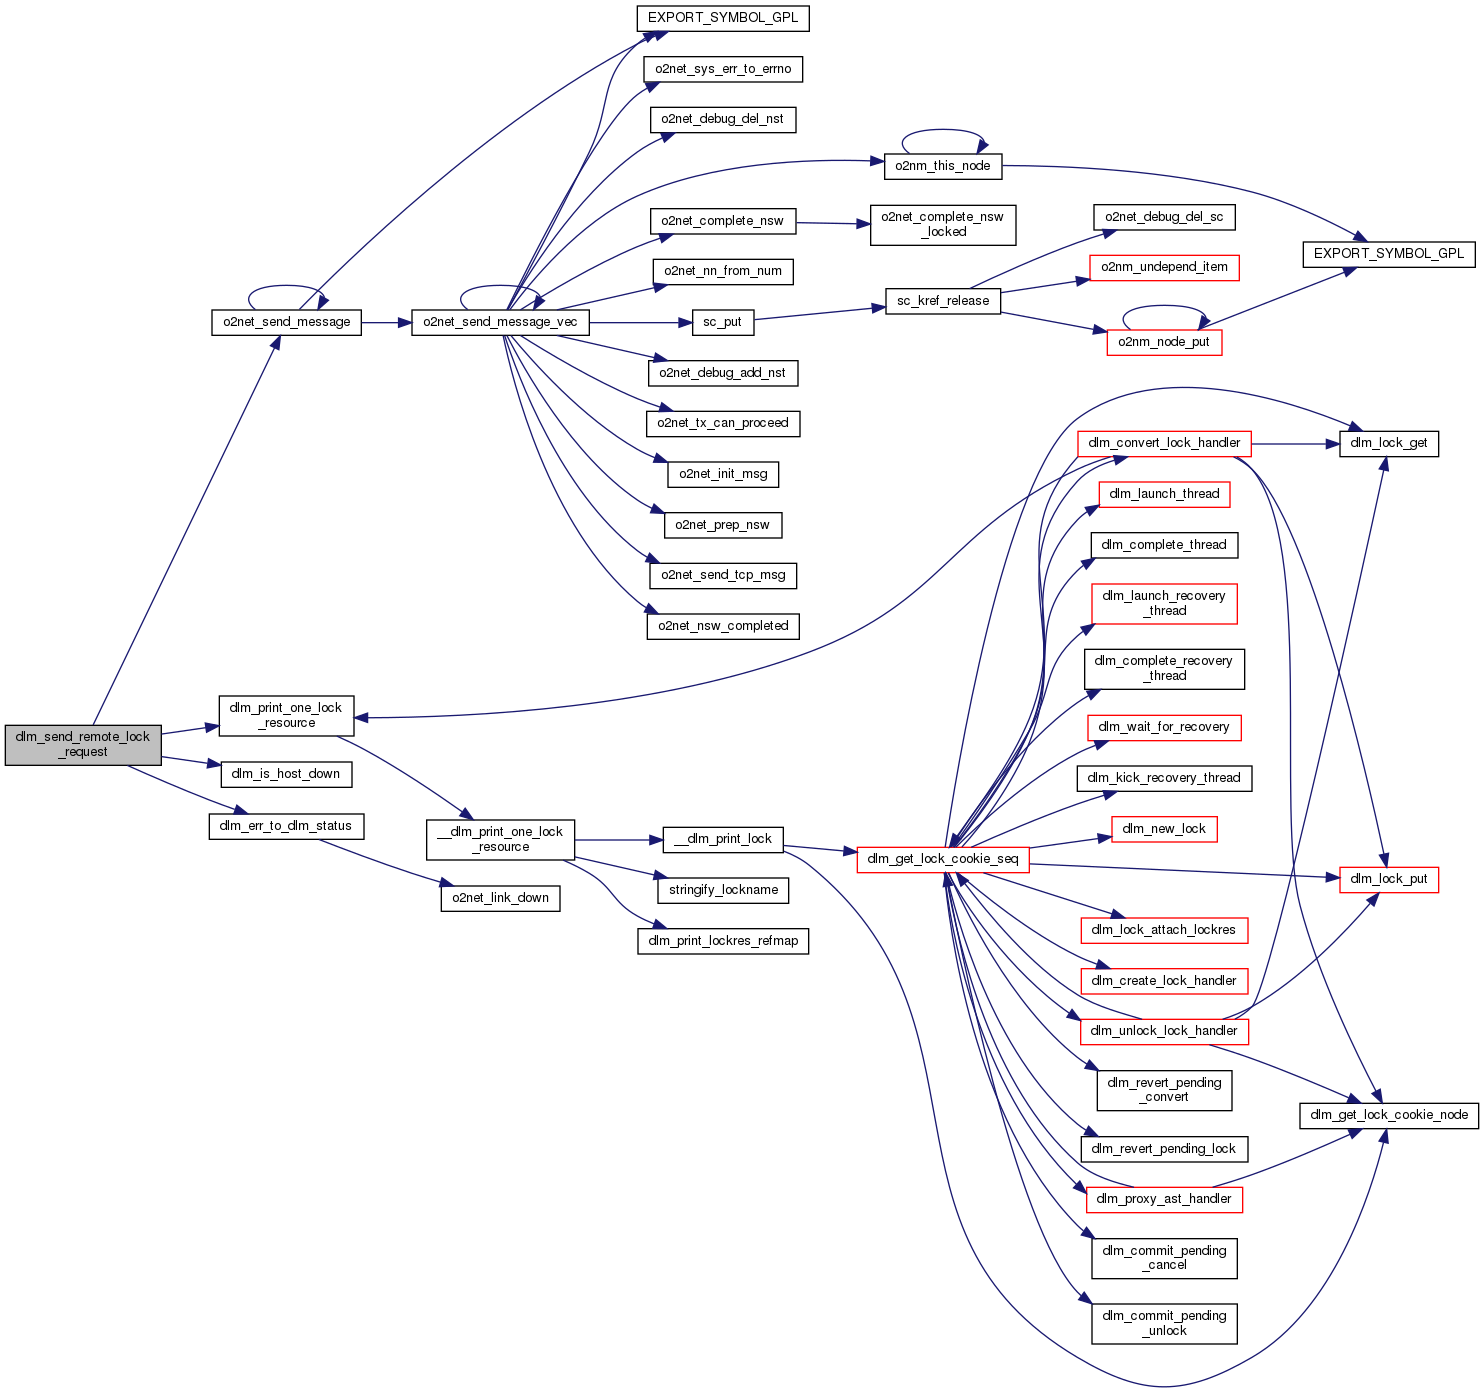 EXPORT_SYMBOL_GPL
o2net_sys_err_to_errno
o2net_debug_del_nst
o2nm_this_node
o2net_complete_nsw
o2net_complete_nsw
_locked
o2net_debug_del_sc
EXPORT_SYMBOL_GPL
o2net_nn_from_num
o2nm_undepend_item
sc_kref_release
o2net_send_message
o2net_send_message_vec
sc_put
o2nm_node_put
o2net_debug_add_nst
o2net_tx_can_proceed
dlm_convert_lock_handler
dlm_lock_get
o2net_init_msg
dlm_launch_thread
o2net_prep_nsw
dlm_complete_thread
o2net_send_tcp_msg
dlm_launch_recovery
_thread
o2net_nsw_completed
dlm_complete_recovery
_thread
dlm_print_one_lock
_resource
dlm_wait_for_recovery
dlm_send_remote_lock
_request
dlm_is_host_down
dlm_kick_recovery_thread
dlm_err_to_dlm_status
dlm_new_lock
__dlm_print_one_lock
_resource
__dlm_print_lock
dlm_get_lock_cookie_seq
dlm_lock_put
o2net_link_down
stringify_lockname
dlm_lock_attach_lockres
dlm_print_lockres_refmap
dlm_create_lock_handler
dlm_unlock_lock_handler
dlm_revert_pending
_convert
dlm_get_lock_cookie_node
dlm_revert_pending_lock
dlm_proxy_ast_handler
dlm_commit_pending
_cancel
dlm_commit_pending
_unlock